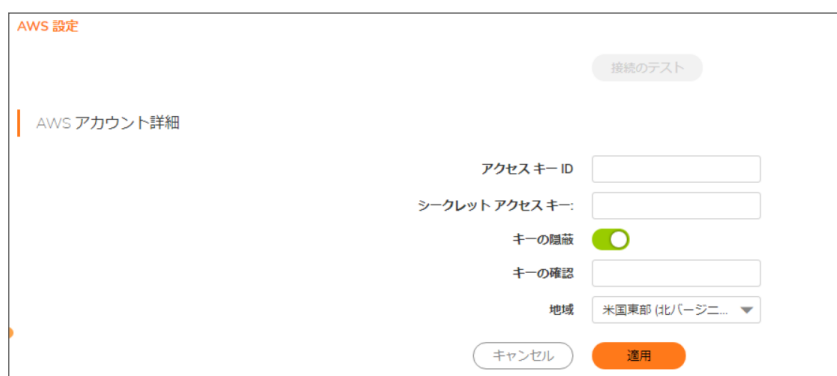 AWS 設定
接続のテスト
AWS アカウント詳細
アクセス キー ID
シークレット アクセス キー:
キーの隠蔽
キーの確認
地域 米国東部 (北バージニ...
キャンセル 適用